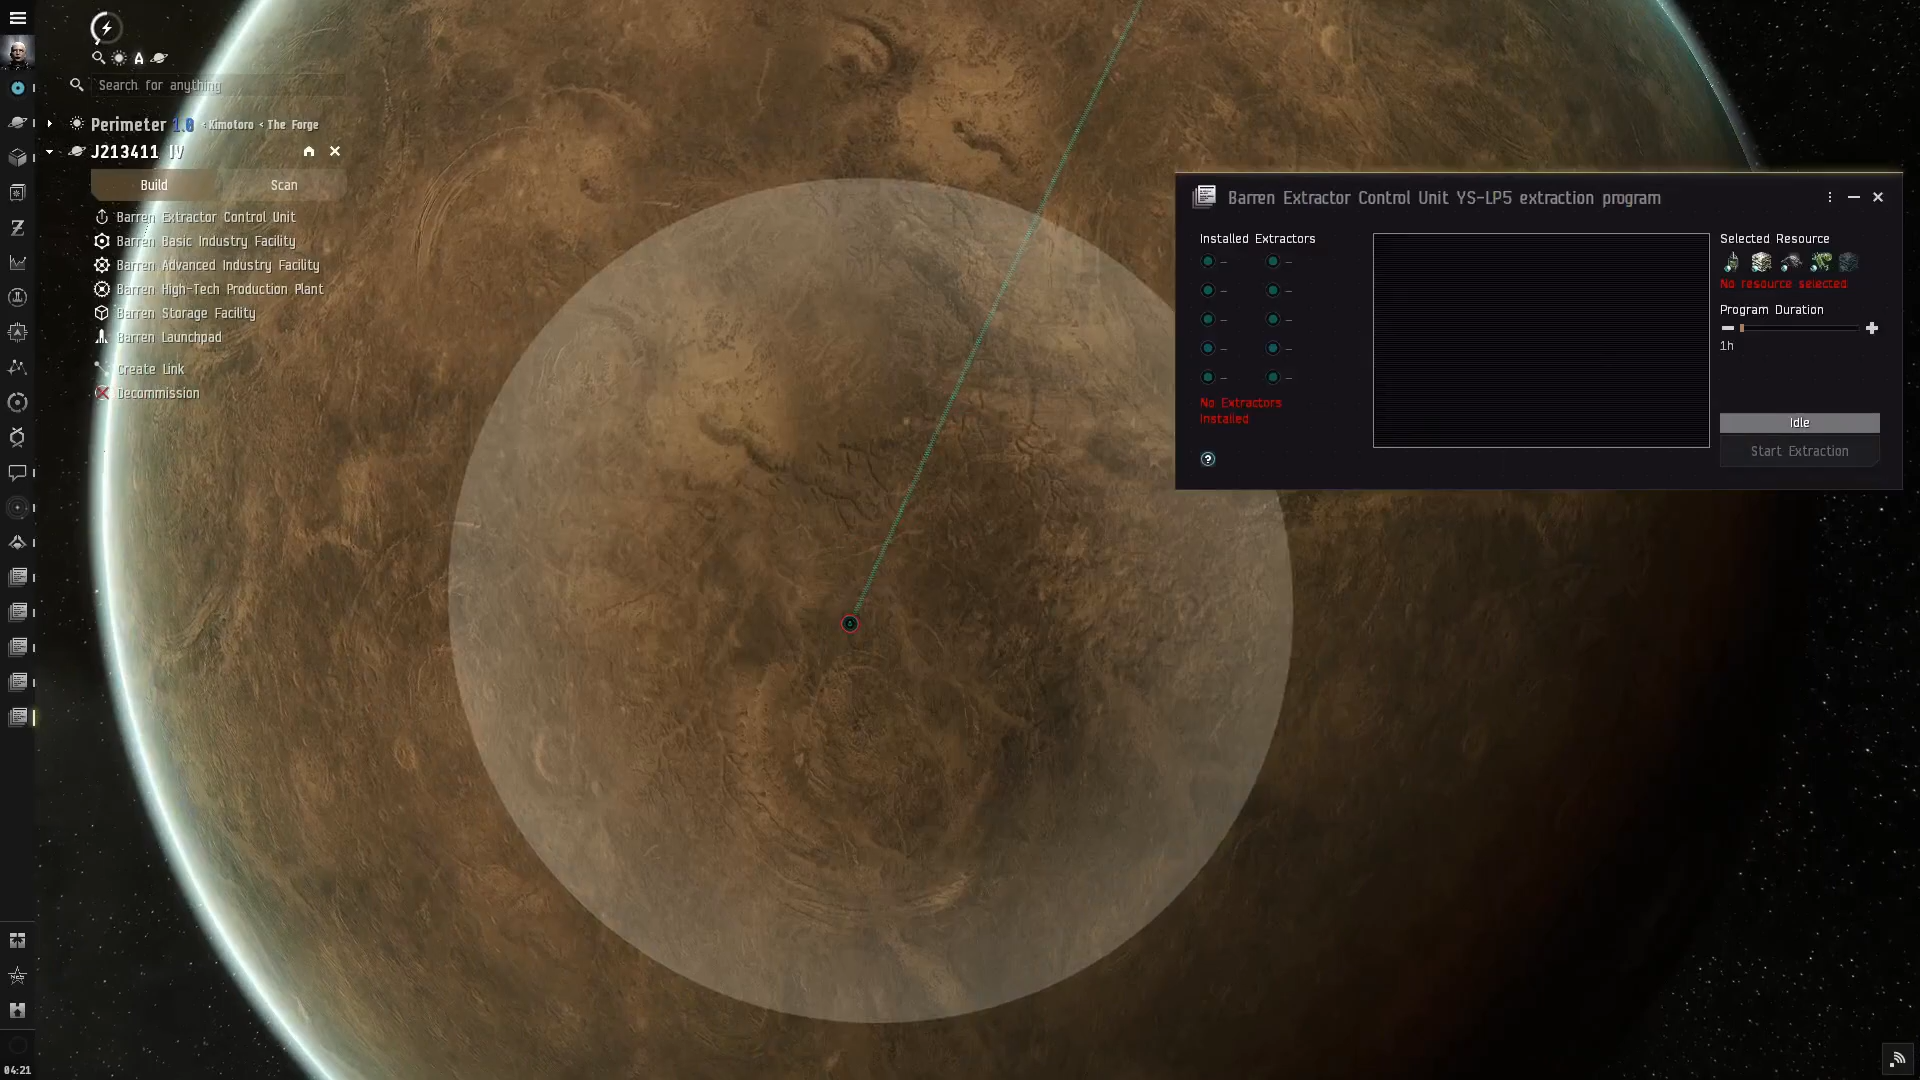 Search for anything
Perimeter 1.0 < Kimotoro < The Forge
J213411 IV
Build
Scan
Barren Extractor Control Unit
Barren Basic Industry Facility
Barren Advanced Industry Facility
Barren High-Tech Production Plant
Barren Storage Facility
Barren Launchpad
Create Link
Decommission
Barren Extractor Control Unit YS-LP5 extraction program
Installed Extractors
No Extractors
Installed
Selected Resource
No resource selected
Program Duration
1h
Idle
Start Extraction
04:21